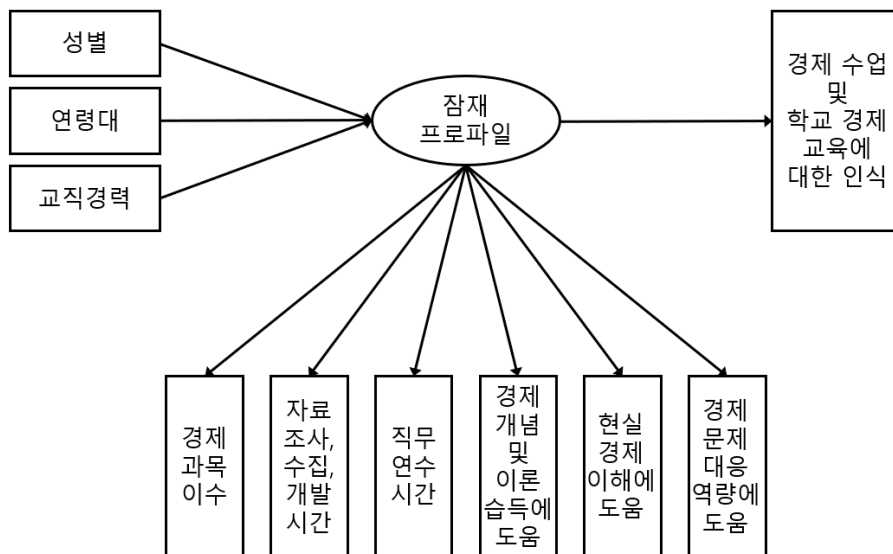 성별
연령대
교직경력
잠재
프로파일
경제 수업
및
학교 경제
교육에
대한 인식
경제
과목
이수
자료
조사,
수집,
개발
시간
직무
연수
시간
경제
개념
및
이론
습득에
도움
현실
경제
이해에
도움
경제
문제
대응
역량에
도움